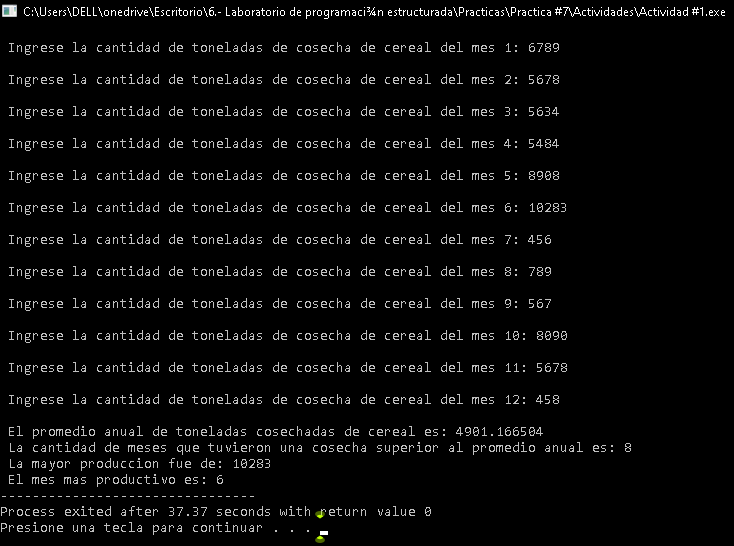 C:\Users\DELL\onedrive\Escritorio\6.- Laboratorio de programaci¾n estructurada\Practicas\Practica #7\Actividades\Actividad #1.exe
Ingrese la cantidad de toneladas de cosecha de cereal del mes 1: 6789
Ingrese la cantidad de toneladas de cosecha de cereal del mes 2: 5678
Ingrese la cantidad de toneladas de cosecha de cereal del mes 3: 5634
Ingrese la cantidad de toneladas de cosecha de cereal del mes 4: 5484
Ingrese la cantidad de toneladas de cosecha de cereal del mes 5: 8908
Ingrese la cantidad de toneladas de cosecha de cereal del mes 6: 10283
Ingrese la cantidad de toneladas de cosecha de cereal del mes 7: 456
Ingrese la cantidad de toneladas de cosecha de cereal del mes 8: 789
Ingrese la cantidad de toneladas de cosecha de cereal del mes 9: 567
Ingrese la cantidad de toneladas de cosecha de cereal del mes 10: 8090
Ingrese la cantidad de toneladas de cosecha de cereal del mes 11: 5678
Ingrese la cantidad de toneladas de cosecha de cereal del mes 12: 458
El promedio anual de toneladas cosechadas de cereal es: 4901.166504
La cantidad de meses que tuvieron una cosecha superior al promedio anual es: 8
La mayor produccion fue de: 10283
El mes mas productivo es: 6
--------------------------------
Process exited after 37.37 seconds with return value 0
Presione una tecla para continuar . . .